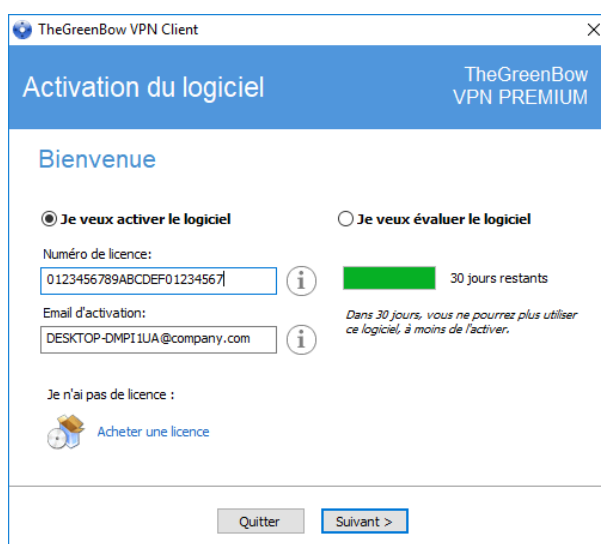 TheGreenBow VPN Client
Activation du logiciel
TheGreenBow
VPN PREMIUM
Bienvenue
Je veux activer le logiciel
Numéro de licence:
0123456789ABCDEF01234567
Email d'activation:
DESKTOP-DMPI1UA@company.com
Je n'ai pas de licence :
Acheter une licence
Je veux évaluer le logiciel
30 jours restants
Dans 30 jours, vous ne pourrez plus utiliser
ce logiciel, à moins de l'activer.
Quitter
Suivant >